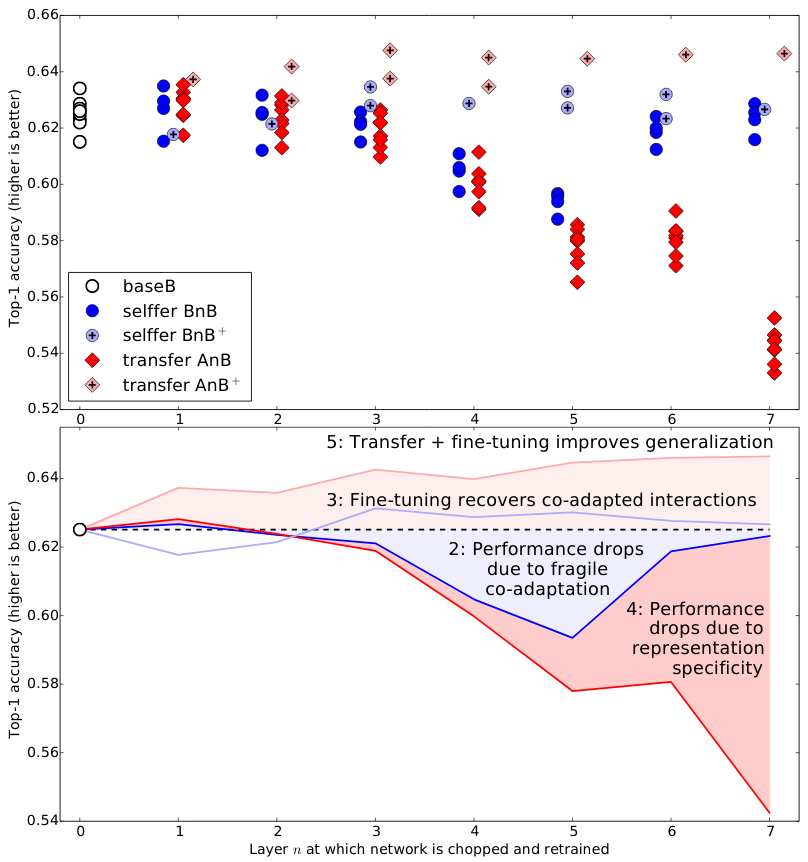 0.66
0.64
0.62
0.60
0.58
0.56
0.54
0.52
Top-1 accuracy (higher is better)
baseB
selffer BnB
selffer BnB⁺
transfer AnB
transfer AnB⁺
0 1 2 3 4 5 6 7
5: Transfer + fine-tuning improves generalization
0.64
3: Fine-tuning recovers co-adapted interactions
0.62
2: Performance drops
due to fragile
co-adaptation
0.60
4: Performance
drops due to
representation
specificity
0.58
0.56
0.54
Top-1 accuracy (higher is better)
0 1 2 3 4 5 6 7
Layer n at which network is chopped and retrained